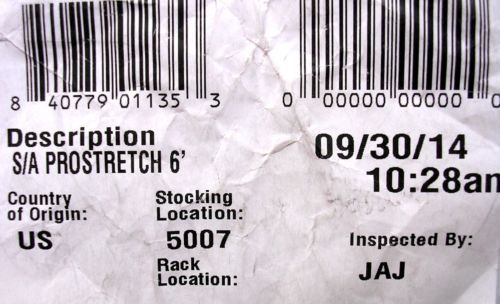 8 40779 01135 3
0 00000 00000 0
Description
S/A PROSTRETCH 6'
09/30/14
10:28am
Country
of Origin:
US
Stocking
Location:
5007
Rack
Location:
Inspected By:
JAJ